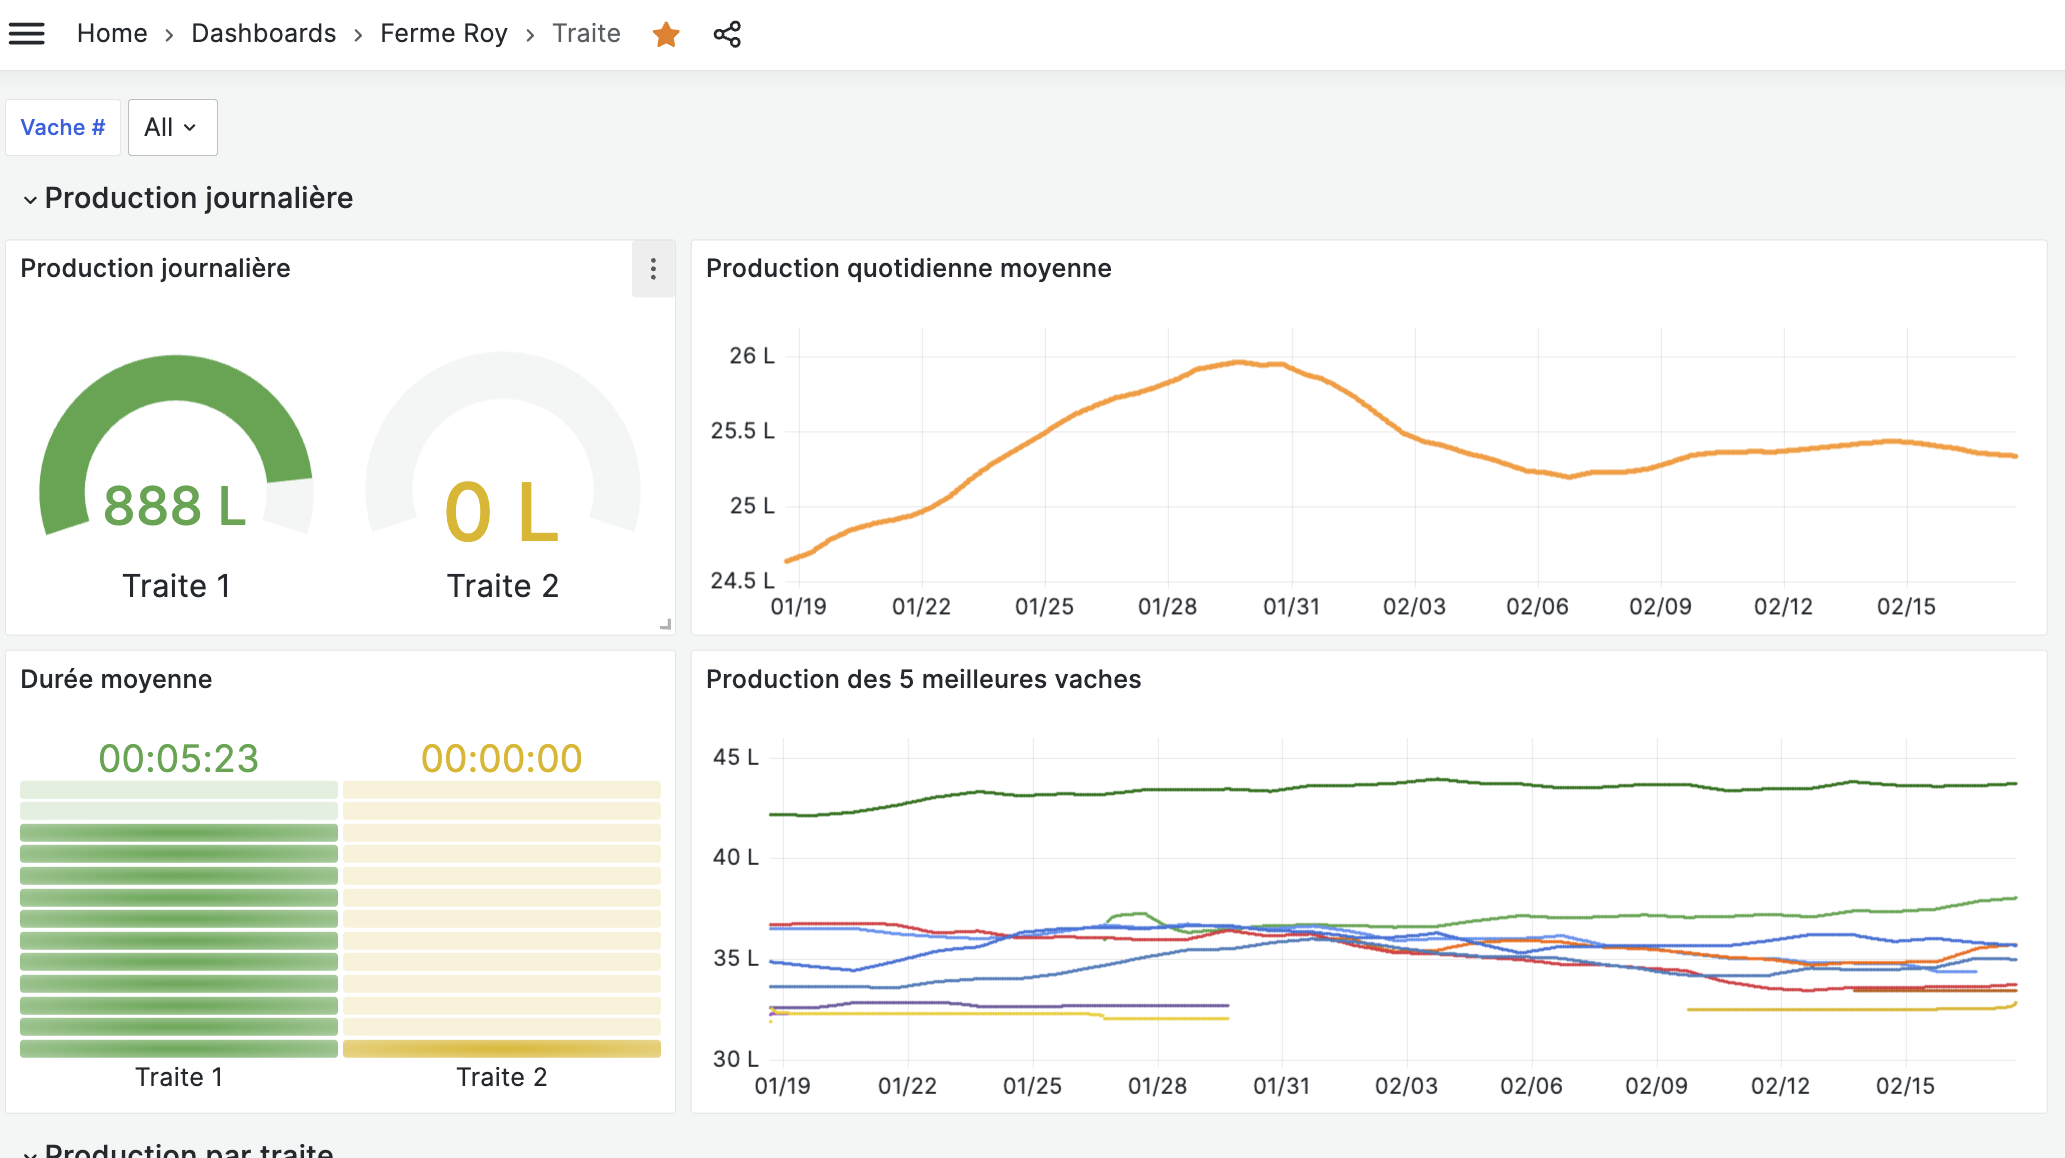 Home › Dashboards › Ferme Roy › Traite
Vache # All
Production journalière
Production journalière
888 L
Traite 1
0 L
Traite 2
Production quotidienne moyenne
26 L
25.5 L
25 L
24.5 L
01/19 01/22 01/25 01/28 01/31 02/03 02/06 02/09 02/12 02/15
Durée moyenne
00:05:23
Traite 1
00:00:00
Traite 2
Production des 5 meilleures vaches
45 L
40 L
35 L
30 L
01/19 01/22 01/25 01/28 01/31 02/03 02/06 02/09 02/12 02/15
Production par traite